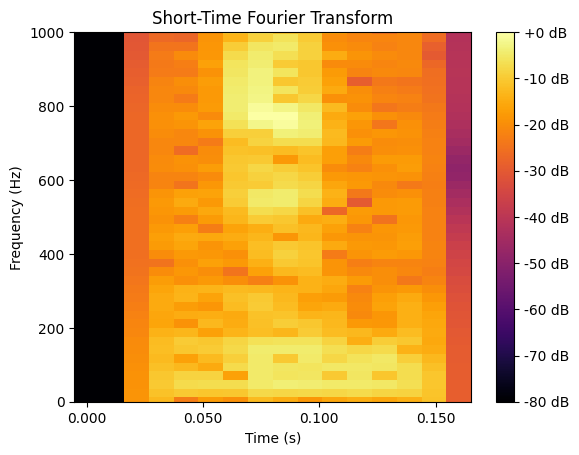 Short-Time Fourier Transform
1000
800
600
400
200
0
Frequency (Hz)
0.000
0.050
0.100
0.150
Time (s)
+0 dB
-10 dB
-20 dB
-30 dB
-40 dB
-50 dB
-60 dB
-70 dB
-80 dB